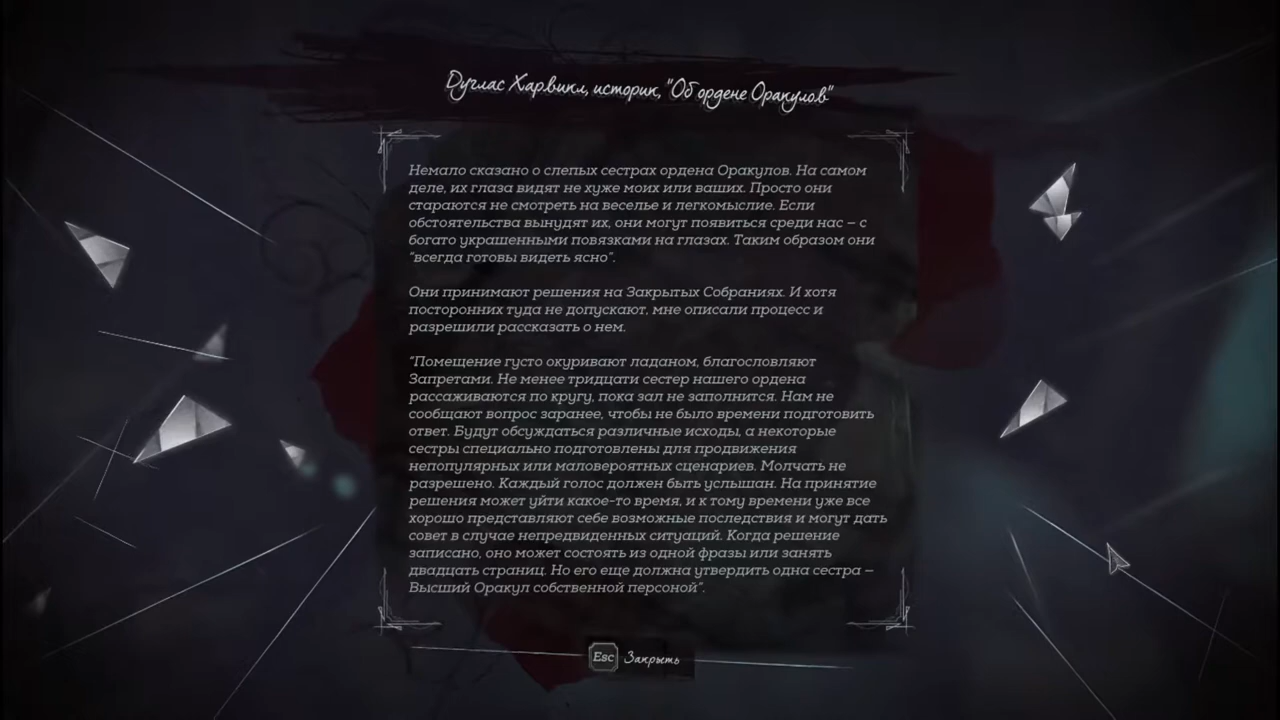 Дуглас Харвикл, историк, "Об ордене Оракулов"
Немало сказано о слепых сестрах ордена Оракулов. На самом
деле, их глаза видят не хуже моих или ваших. Просто они
стараются не смотреть на веселье и легкомыслие. Если
обстоятельства вынудят их, они могут появиться среди нас – с
богато украшенными повязками на глазах. Таким образом они
"всегда готовы видеть ясно".
Они принимают решения на Закрытых Собраниях. И хотя
посторонних туда не допускают, мне описали процесс и
разрешили рассказать о нем.
"Помещение густо окуривают ладаном, благословляют
Запретами. Не менее тридцати сестер нашего ордена
рассаживаются по кругу, пока зал не заполнится. Нам не
сообщают вопрос заранее, чтобы не было времени подготовить
ответ. Будут обсуждаться различные исходы, а некоторые
сестры специально подготовлены для продвижения
непопулярных или маловероятных сценариев. Молчать не
разрешено. Каждый голос должен быть услышан. На принятие
решения может уйти какое-то время, и к тому времени уже все
хорошо представляют себе возможные последствия и могут дать
совет в случае непредвиденных ситуаций. Когда решение
записано, оно может состоять из одной фразы или занять
двадцать страниц. Но его еще должна утвердить одна сестра –
Высший Оракул собственной персоной".
Esc Закрыть